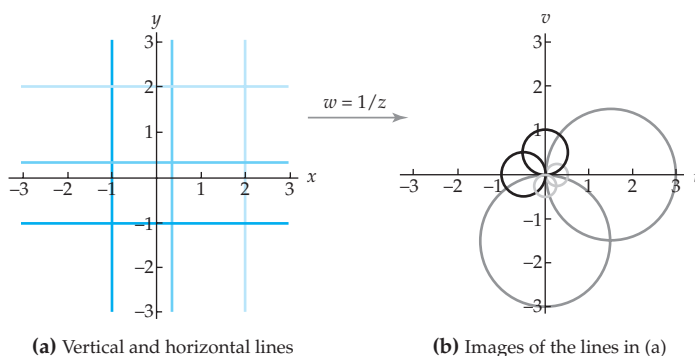 y v
3 3
2 2
w = 1/z
1 1
x
−3 −2 −1 1 2 3 −3 −2 −1 1 2 3
−1 −1
−2 −2
−3 −3
(a) Vertical and horizontal lines (b) Images of the lines in (a)